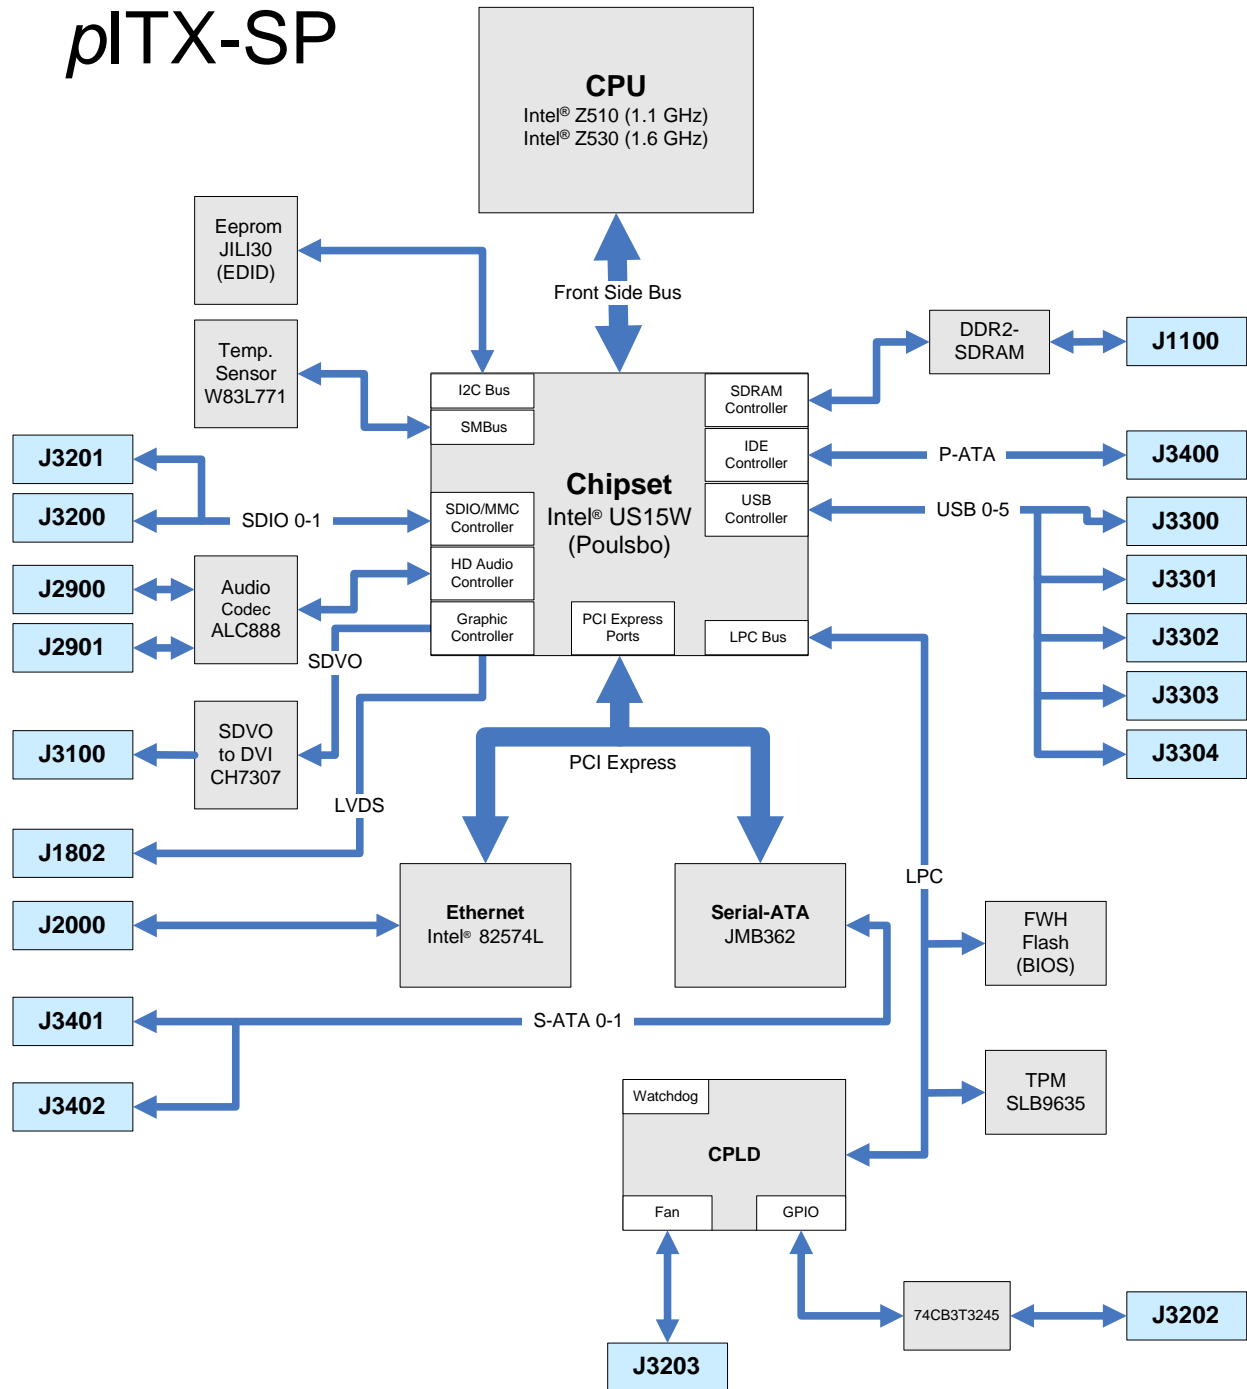 pITX-SP
CPU
Intel® Z510 (1.1 GHz)
Intel® Z530 (1.6 GHz)
Eeprom
JILI30
(EDID)
Front Side Bus
Temp.
Sensor
W83L771
DDR2-
SDRAM
J1100
I2C Bus
SMBus
SDRAM
Controller
J3201
J3200
SDIO 0-1
SDIO/MMC
Controller
Chipset
Intel® US15W
(Poulsbo)
IDE
Controller
P-ATA
J3400
USB
Controller
USB 0-5
J3300
J2900
J2901
Audio
Codec
ALC888
HD Audio
Controller
Graphic
Controller
PCI Express
Ports
LPC Bus
J3301
J3302
J3303
J3304
SDVO
J3100
SDVO
to DVI
CH7307
PCI Express
LVDS
J1802
LPC
J2000
Ethernet
Intel® 82574L
Serial-ATA
JMB362
FWH
Flash
(BIOS)
J3401
S-ATA 0-1
J3402
TPM
SLB9635
Watchdog
CPLD
Fan
GPIO
74CB3T3245
J3202
J3203